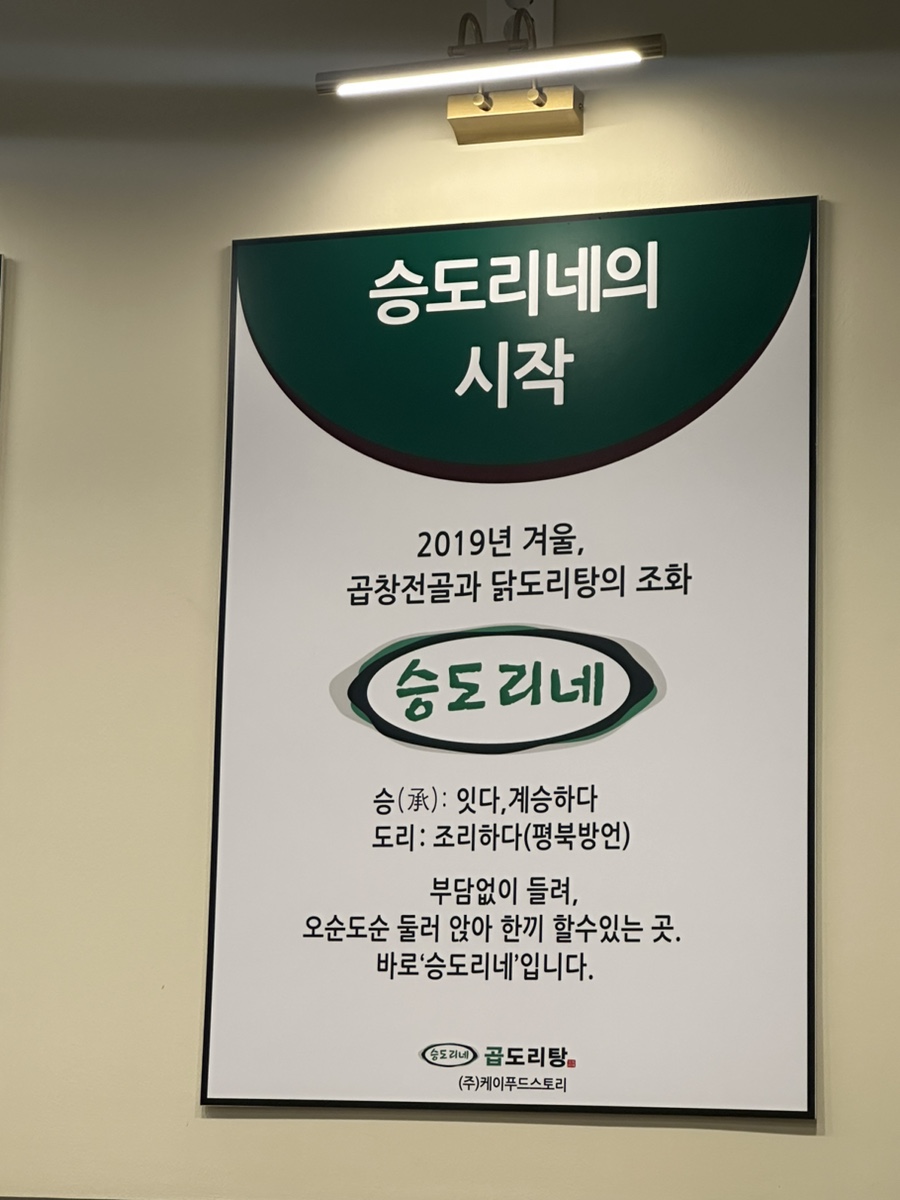 승도리네의
시작
2019년 겨울,
곱창전골과 닭도리탕의 조화
승도리네
승(承): 잇다,계승하다
도리: 조리하다(평북방언)
부담없이 들려,
오순도순 둘러 앉아 한끼 할수있는 곳.
바로'승도리네'입니다.
승도리네 곱도리탕
(주)케이푸드스토리